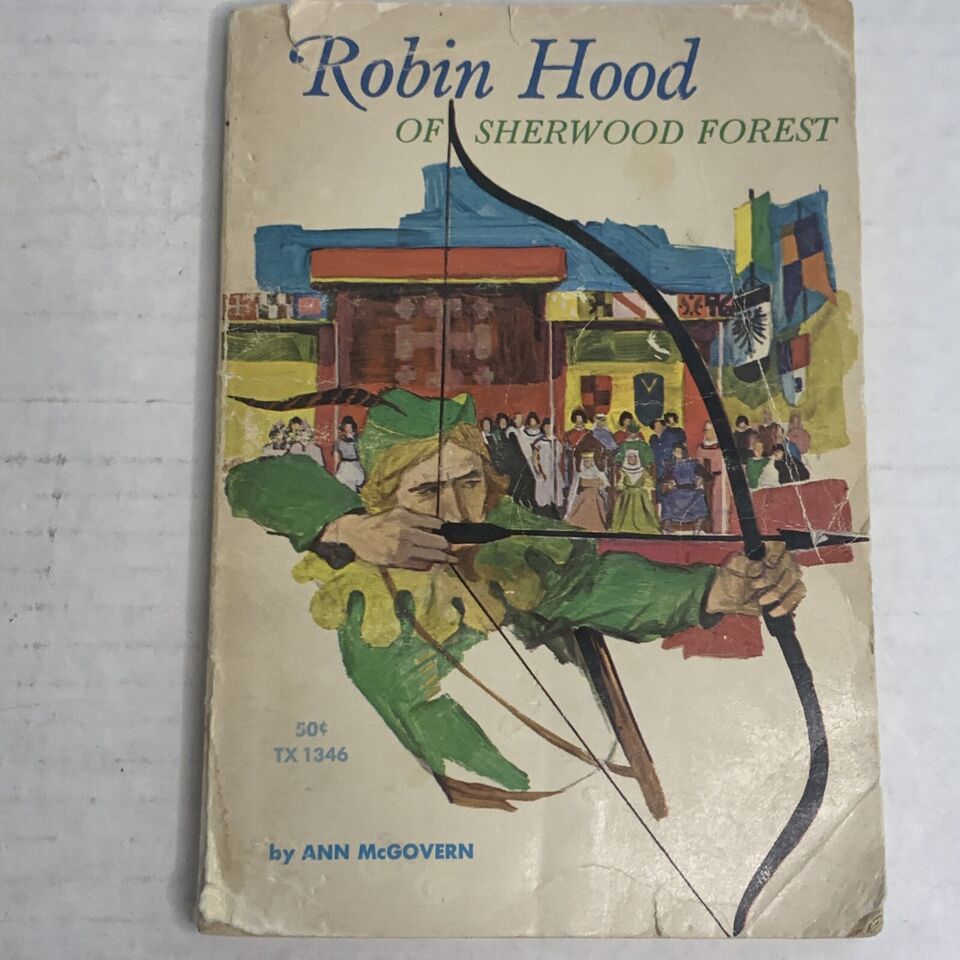 Robin Hood
OF SHERWOOD FOREST
50¢
TX 1346
by ANN McGOVERN